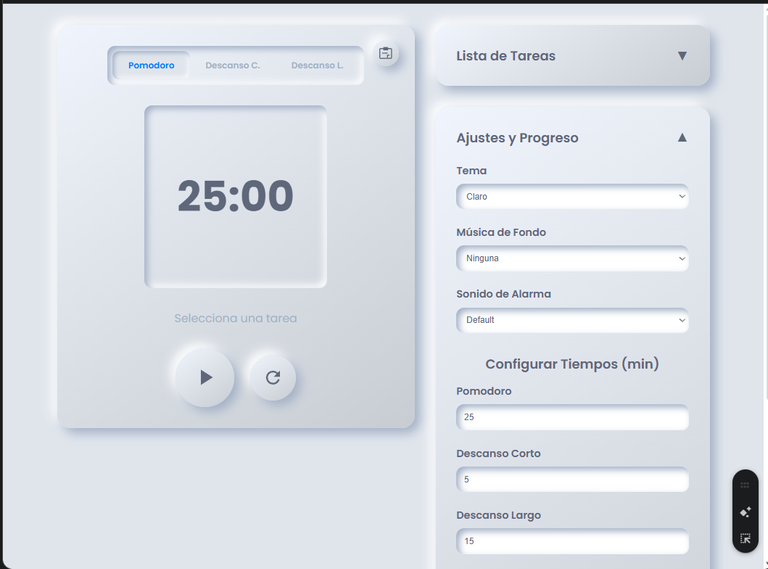 Pomodoro Descanso C. Descanso L.
25:00
Selecciona una tarea
Lista de Tareas
Ajustes y Progreso
Tema
Claro
Música de Fondo
Ninguna
Sonido de Alarma
Default
Configurar Tiempos (min)
Pomodoro
25
Descanso Corto
5
Descanso Largo
15